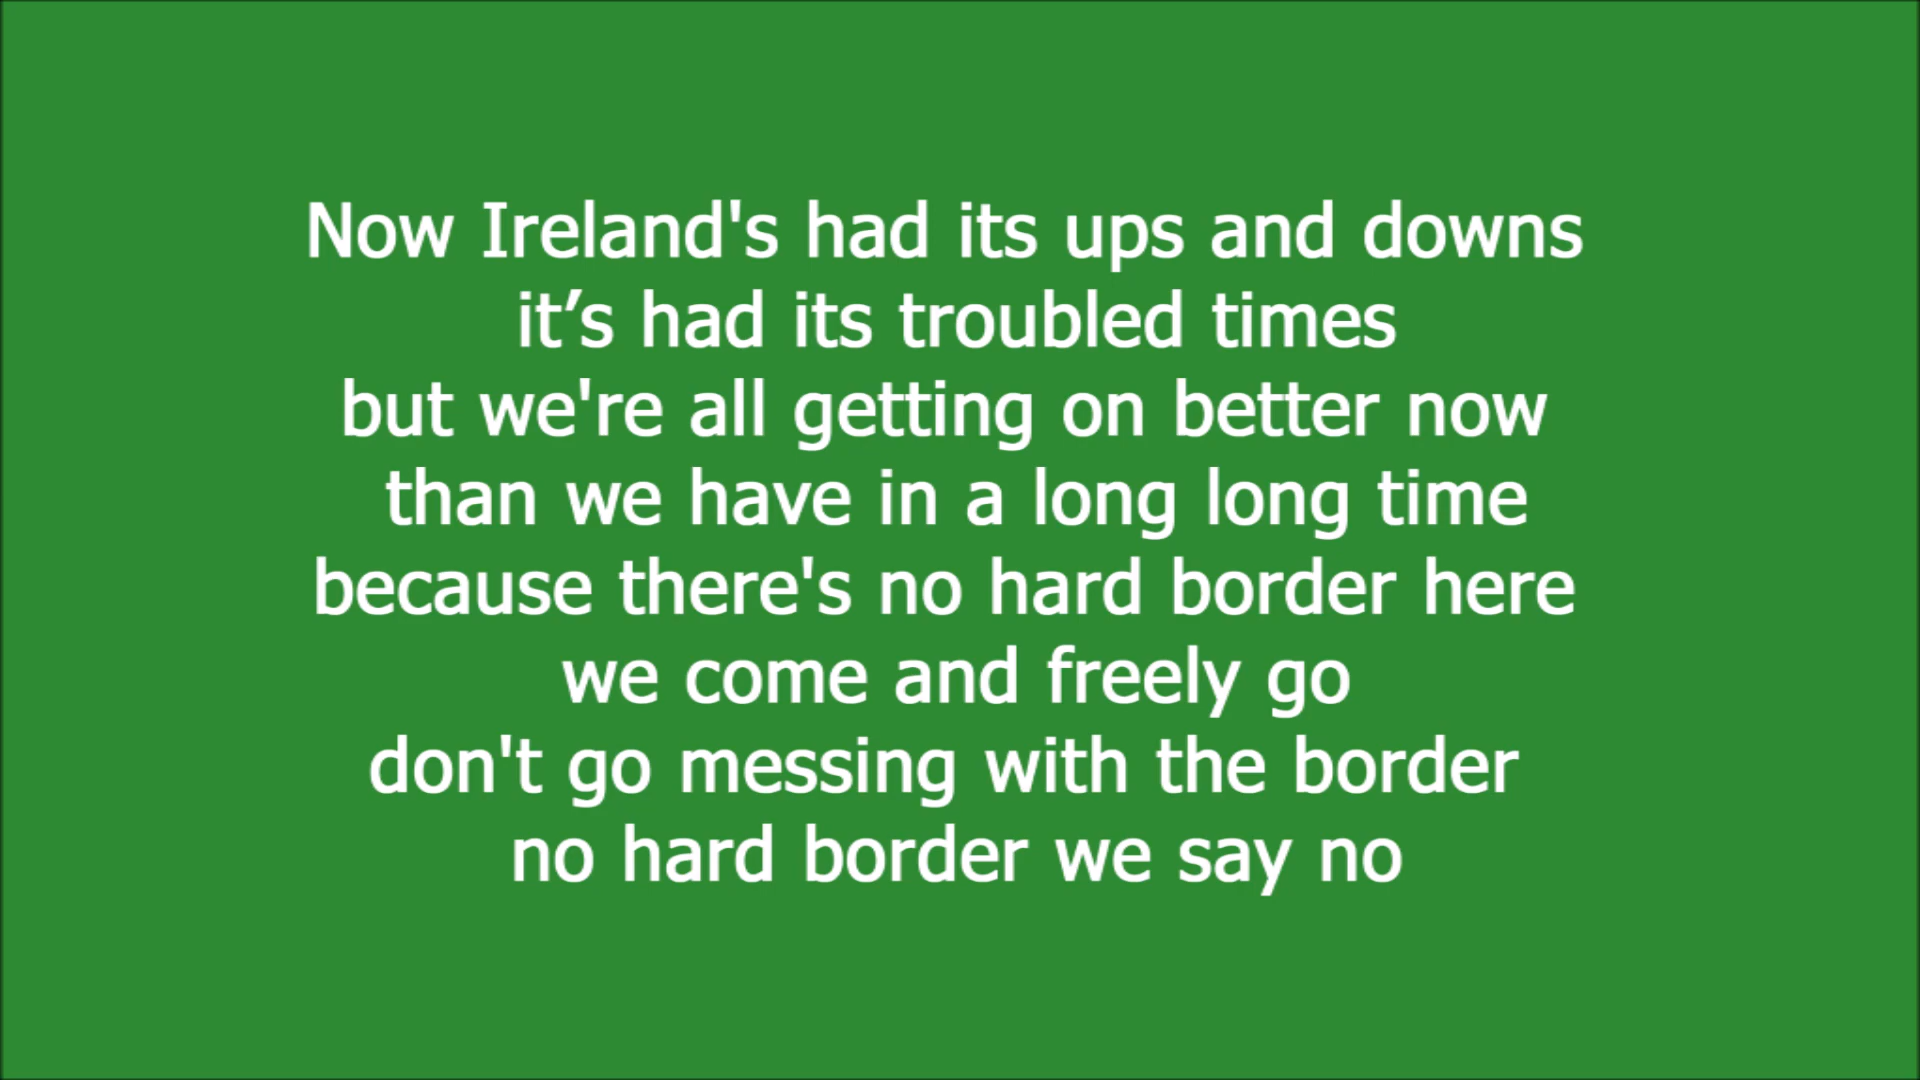 Now Ireland's had its ups and downs
it’s had its troubled times
but we're all getting on better now
than we have in a long long time
because there's no hard border here
we come and freely go
don't go messing with the border
no hard border we say no